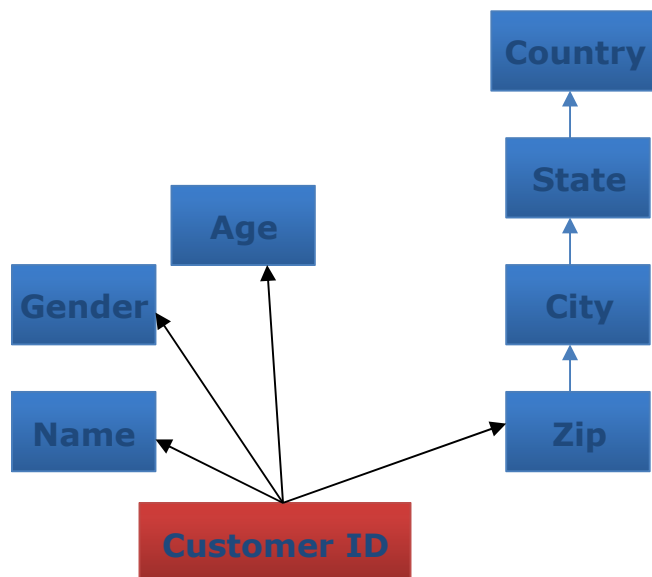 Country
State
Age
Gender
City
Name
Zip
Customer ID